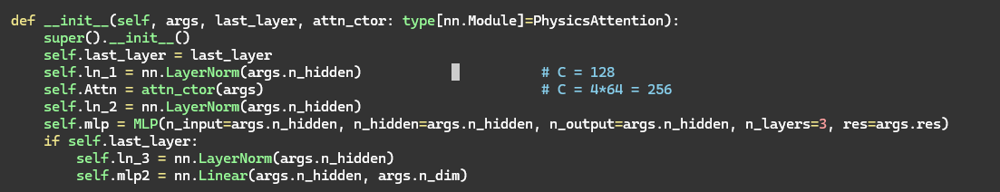 def __init__(self, args, last_layer, attn_ctor: type[nn.Module]=PhysicsAttention):
    super().__init__()
    self.last_layer = last_layer
    self.ln_1 = nn.LayerNorm(args.n_hidden)                      # C = 128
    self.Attn = attn_ctor(args)                                  # C = 4*64 = 256
    self.ln_2 = nn.LayerNorm(args.n_hidden)
    self.mlp = MLP(n_input=args.n_hidden, n_hidden=args.n_hidden, n_output=args.n_hidden, n_layers=3, res=args.res)
    if self.last_layer:
        self.ln_3 = nn.LayerNorm(args.n_hidden)
        self.mlp2 = nn.Linear(args.n_hidden, args.n_dim)